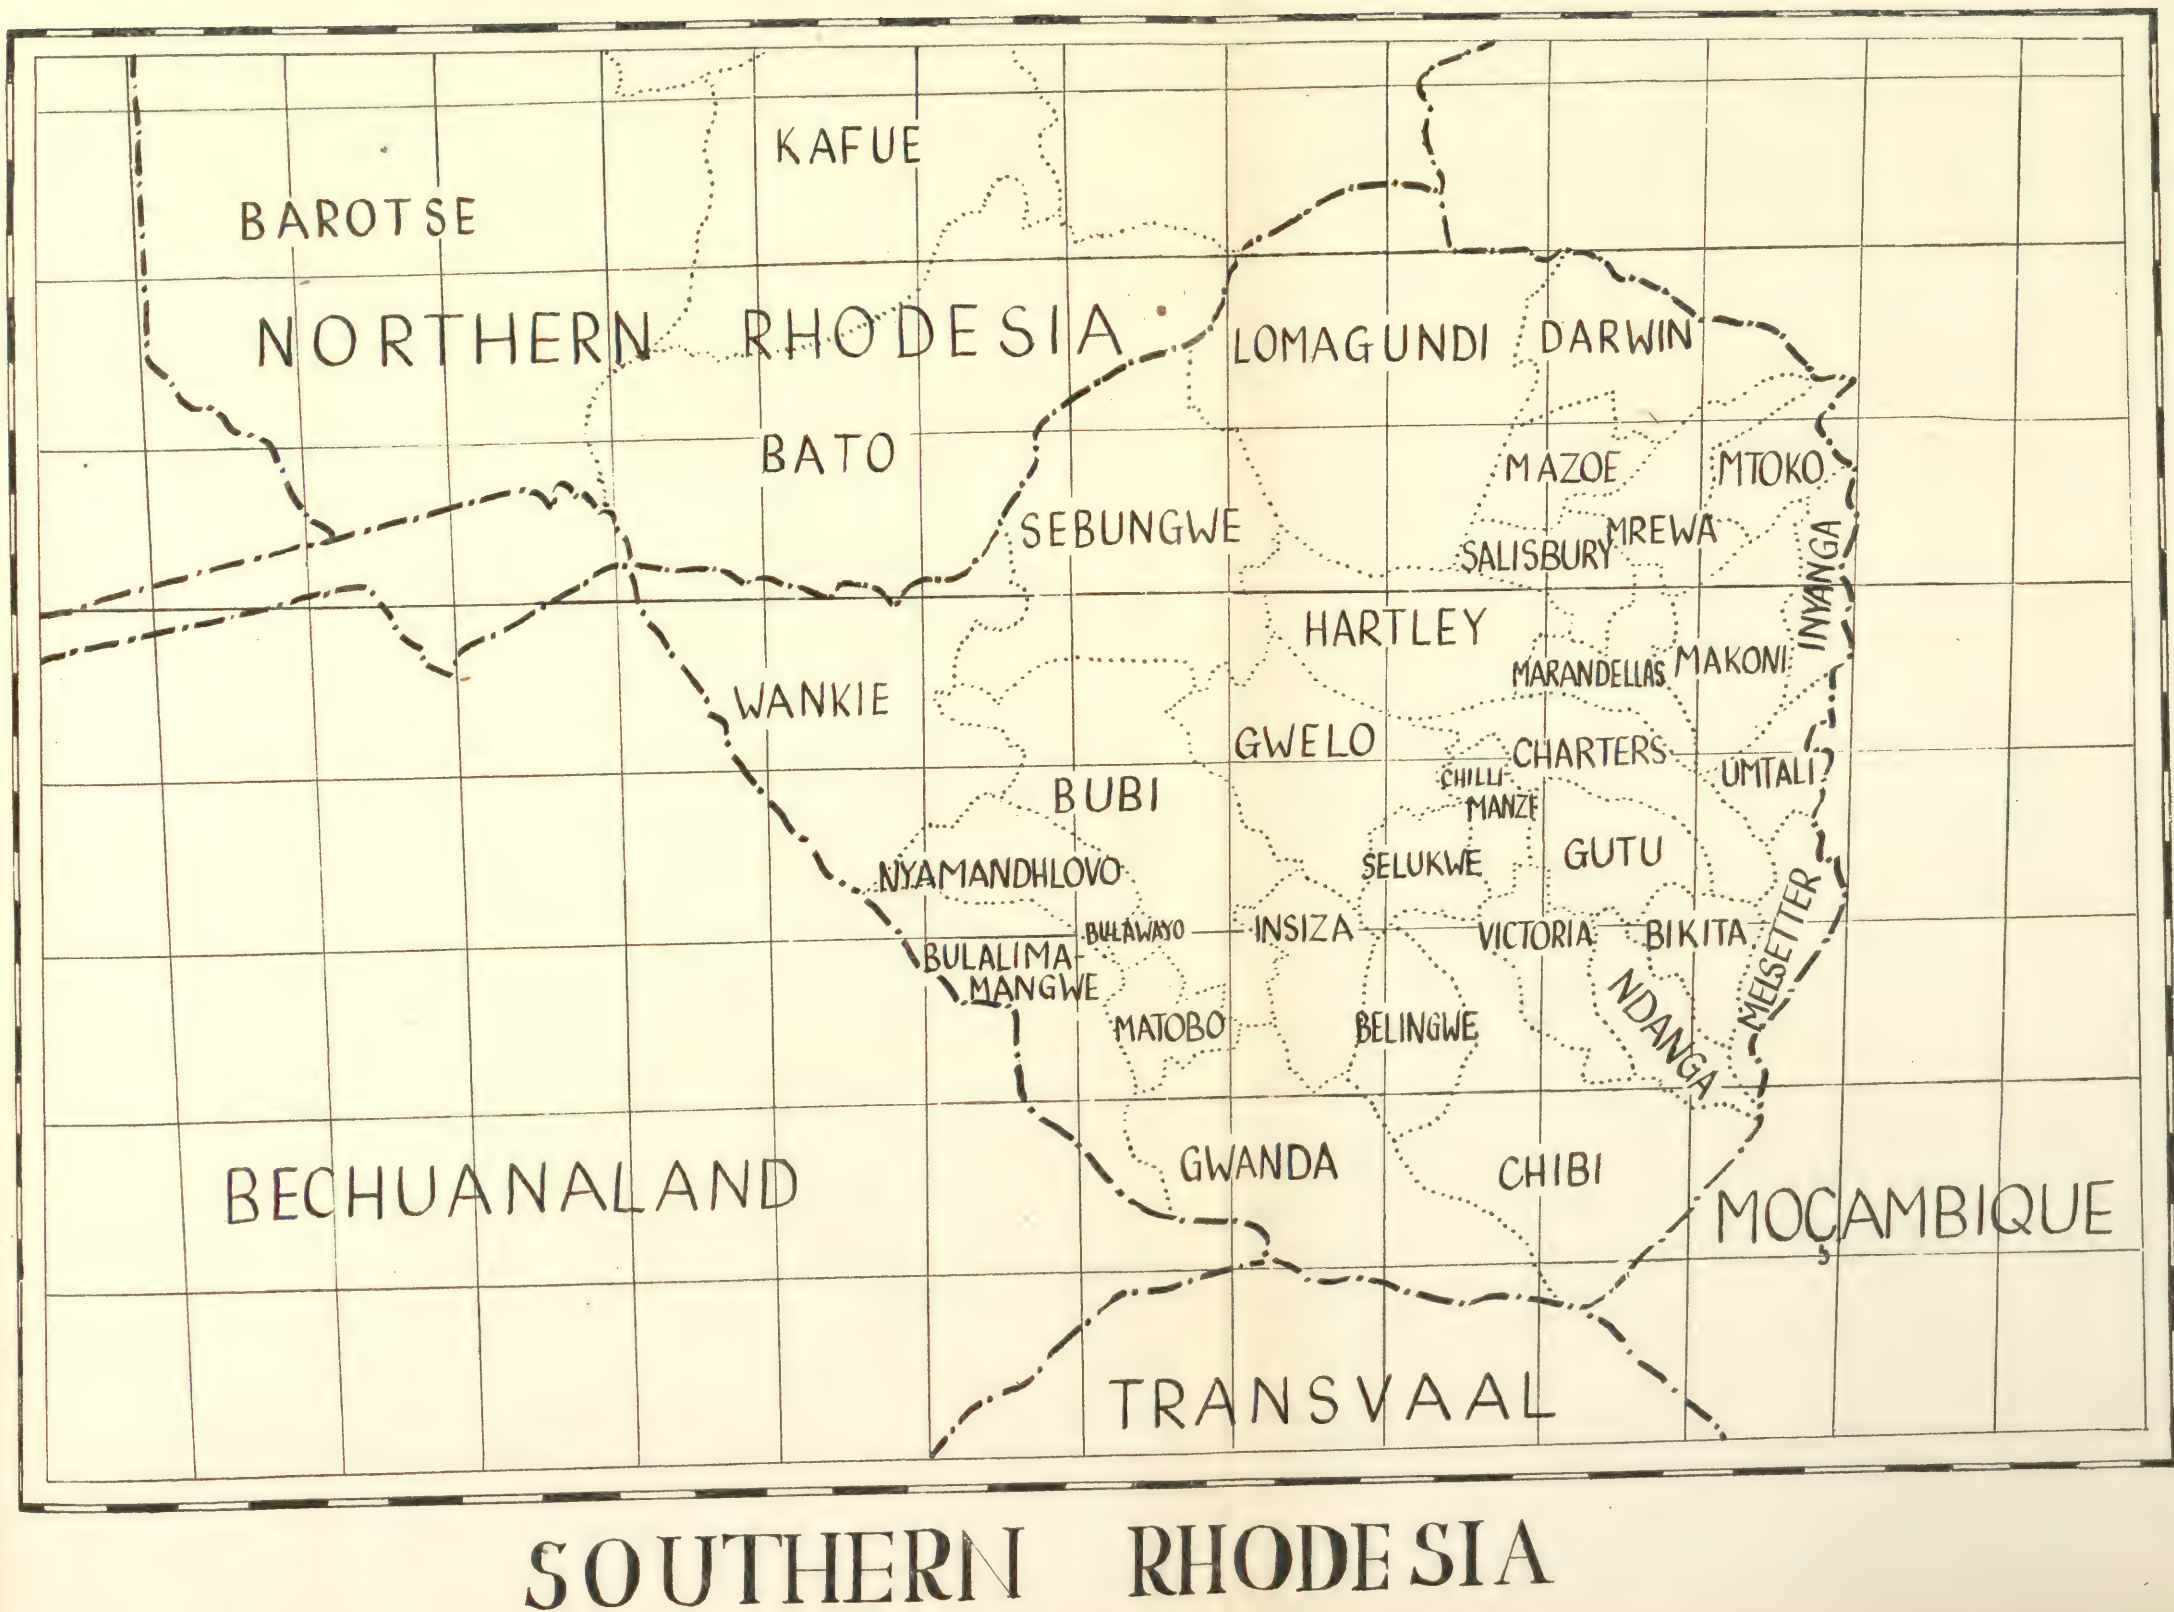 KAFUE
BAROTSE
NORTHERN RHODESIA
LOMAGUNDI
DARWIN
BATO
MAZOE
MTOKO
SEBUNGWE
MREWA
SALISBURY
INYANGA
HARTLEY
MARANDELLAS
MAKONI
WANKIE
GWELO
CHARTERS
UMTALI
CHILLI-
MANZE
BUBI
GUTU
SELUKWE
NYAMANDHLOVO
MELSETTER
BULAWAYO
INSIZA
VICTORIA
BIKITA
BULALIMA-
MANGWE
NDANGA
MATOBO
BELINGWE
GWANDA
CHIBI
BECHUANALAND
MOÇAMBIQUE
TRANSVAAL
SOUTHERN RHODESIA